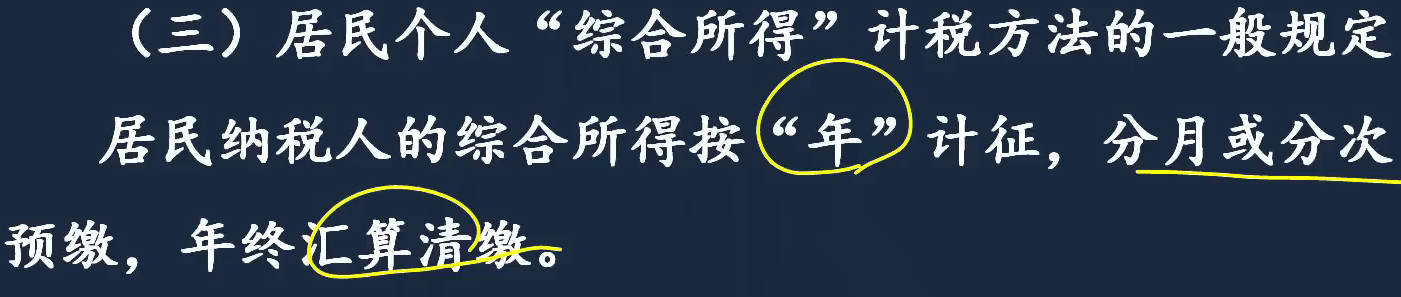 （三）居民个人“综合所得”计税方法的一般规定
居民纳税人的综合所得按“年”计征，分月或分次
预缴，年终汇算清缴。